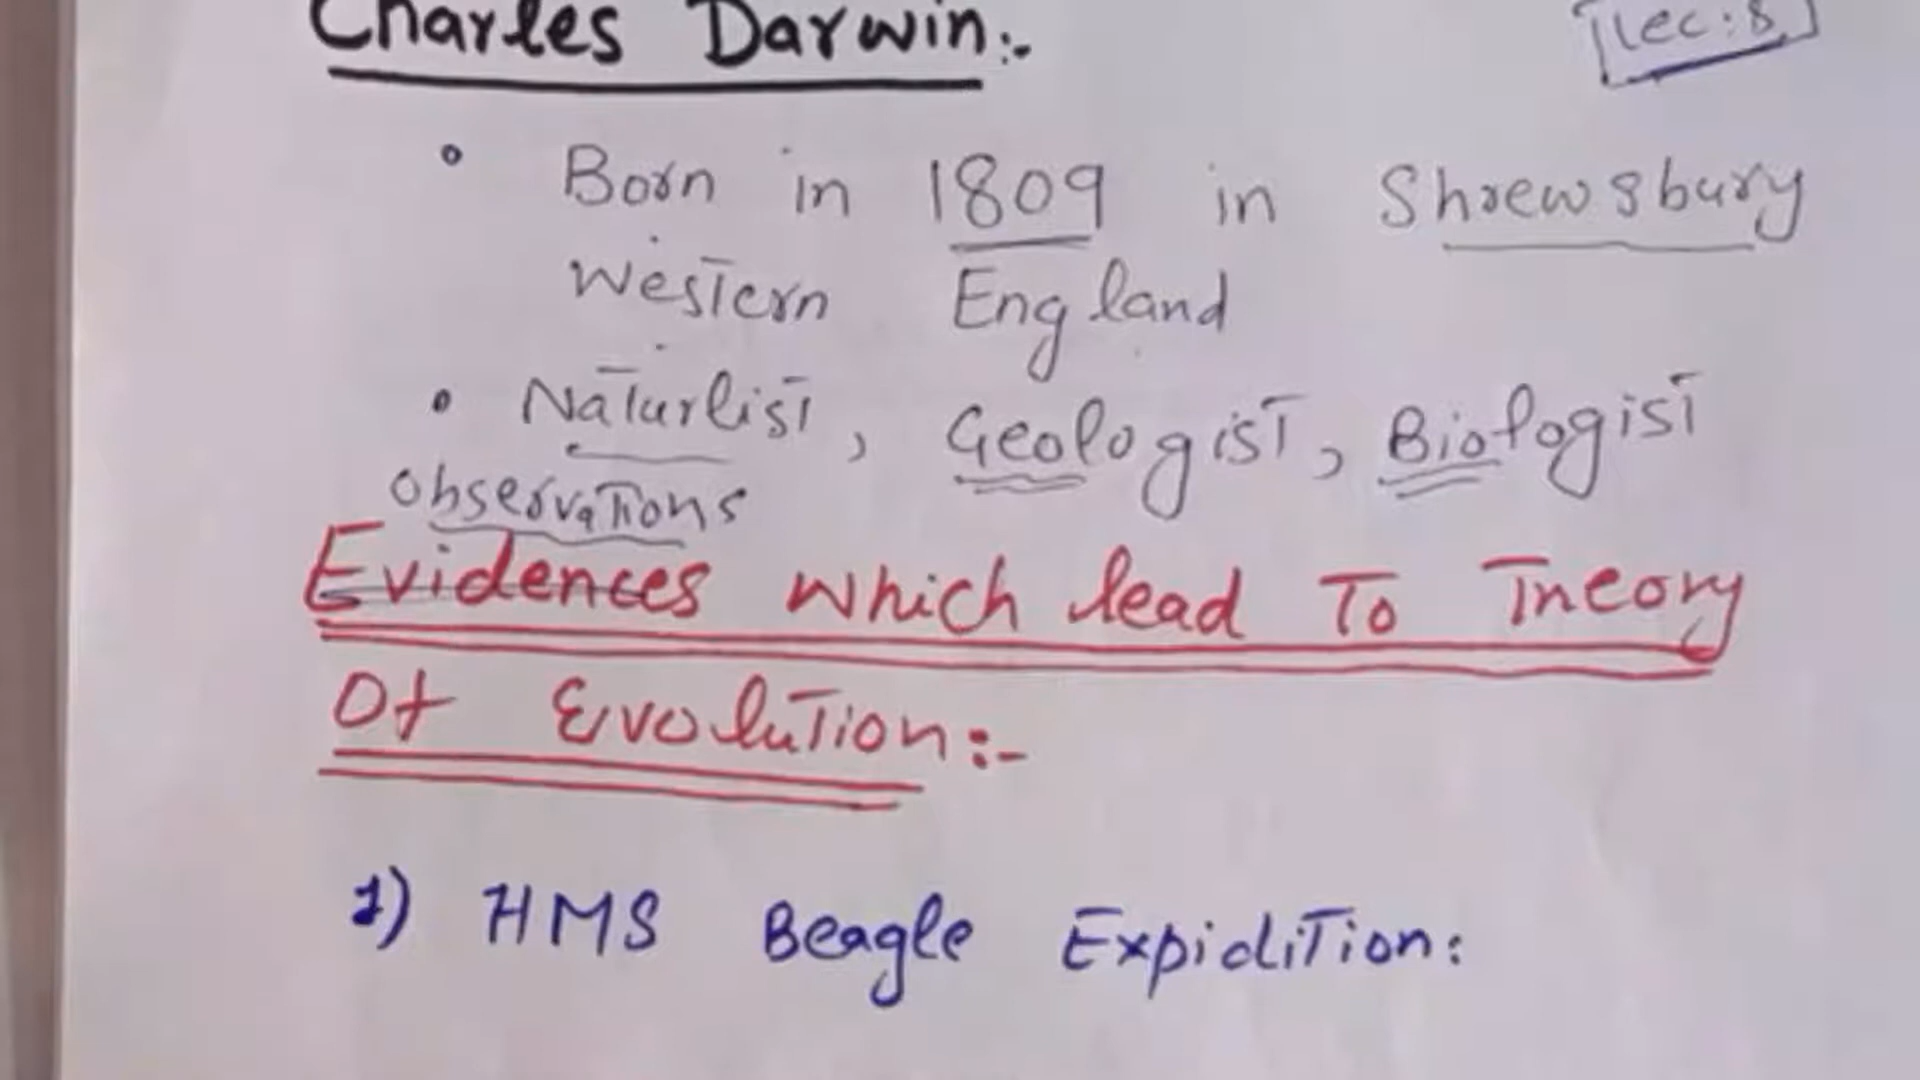 Charles Darwin:-
Lec:8
• Born in 1809 in Shrewsbury
Western England
• Naturlist, Geologist, Biologist
observations
Evidences which lead To Theory
Of Evolution:-
1) HMS Beagle Expidition: